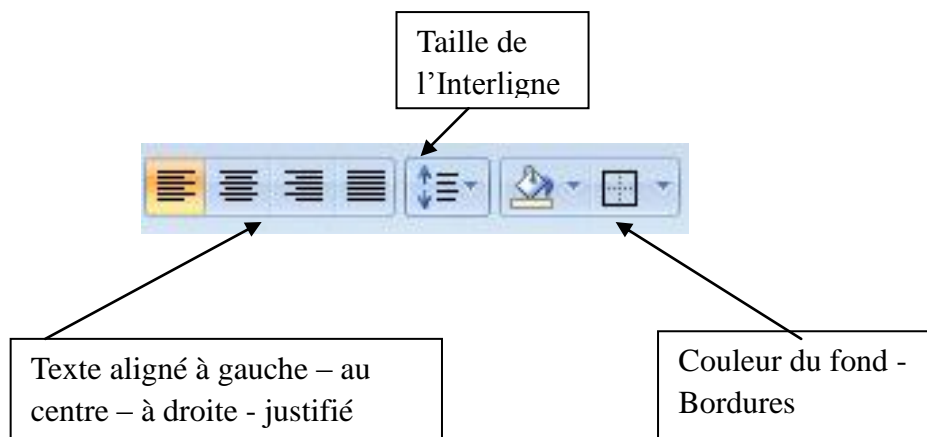 Taille de
l’Interligne
Texte aligné à gauche – au
centre – à droite - justifié
Couleur du fond -
Bordures